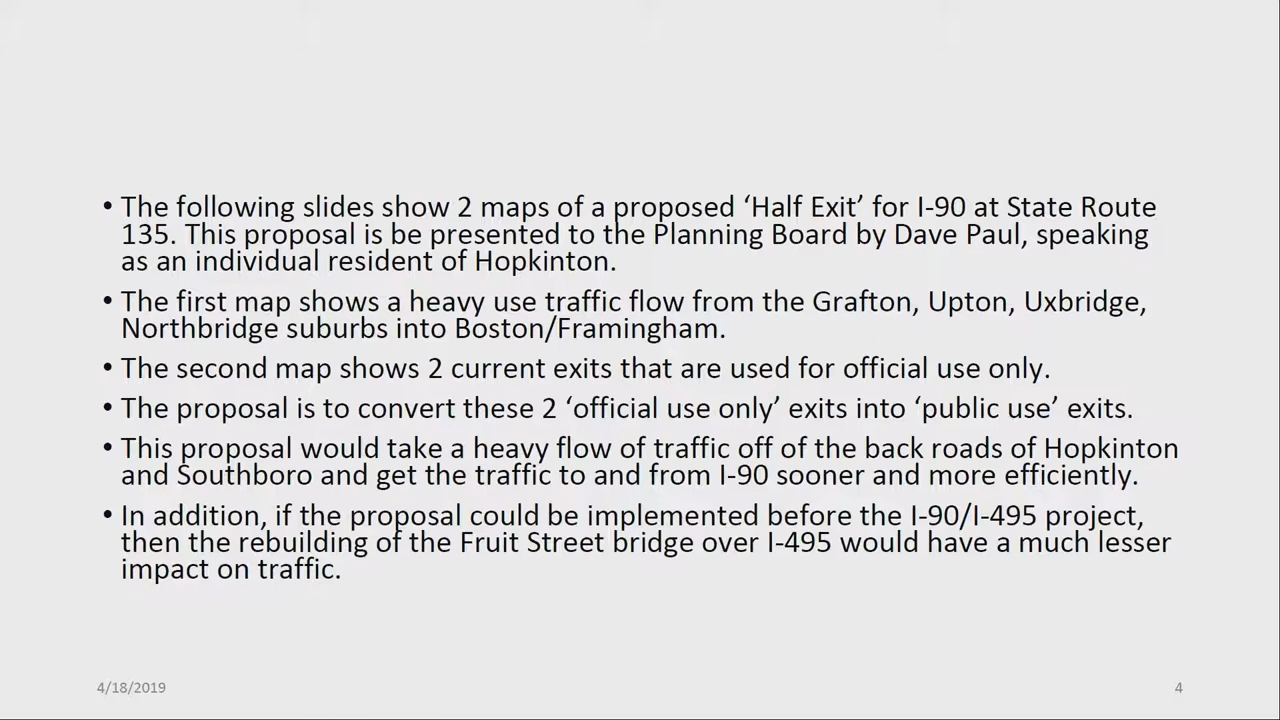 • The following slides show 2 maps of a proposed ‘Half Exit’ for I-90 at State Route
135. This proposal is be presented to the Planning Board by Dave Paul, speaking
as an individual resident of Hopkinton.
• The first map shows a heavy use traffic flow from the Grafton, Upton, Uxbridge,
Northbridge suburbs into Boston/Framingham.
• The second map shows 2 current exits that are used for official use only.
• The proposal is to convert these 2 ‘official use only’ exits into ‘public use’ exits.
• This proposal would take a heavy flow of traffic off of the back roads of Hopkinton
and Southboro and get the traffic to and from I-90 sooner and more efficiently.
• In addition, if the proposal could be implemented before the I-90/I-495 project,
then the rebuilding of the Fruit Street bridge over I-495 would have a much lesser
impact on traffic.
4/18/2019
4